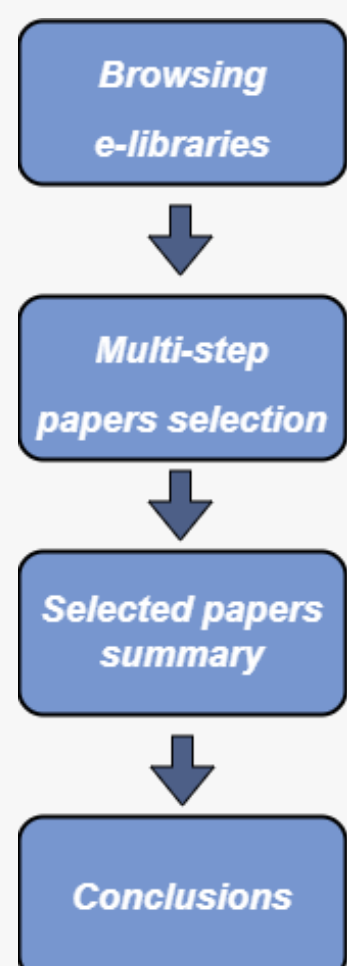 Browsing
e-libraries
Multi-step
papers selection
Selected papers
summary
Conclusions